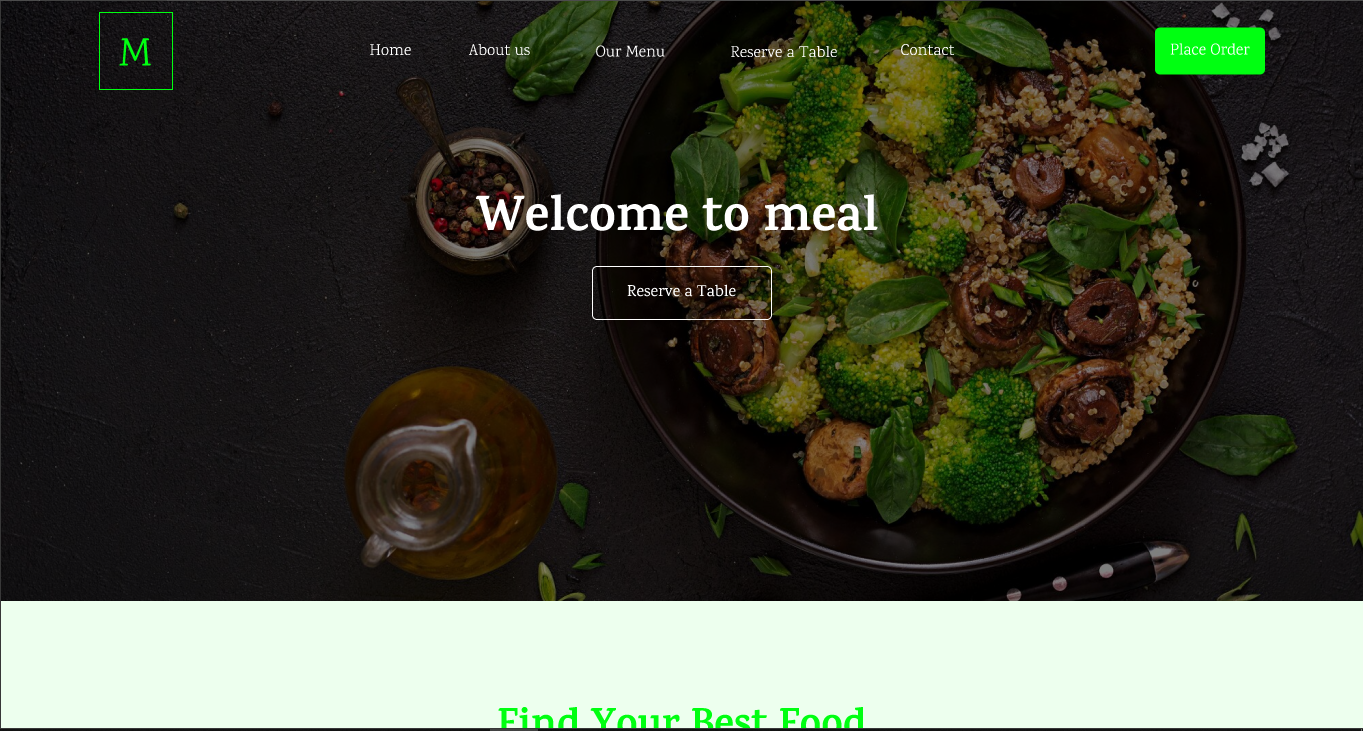 M
Home
About us
Our Menu
Reserve a Table
Contact
Place Order
Welcome to meal
Reserve a Table
Find Your Best Food